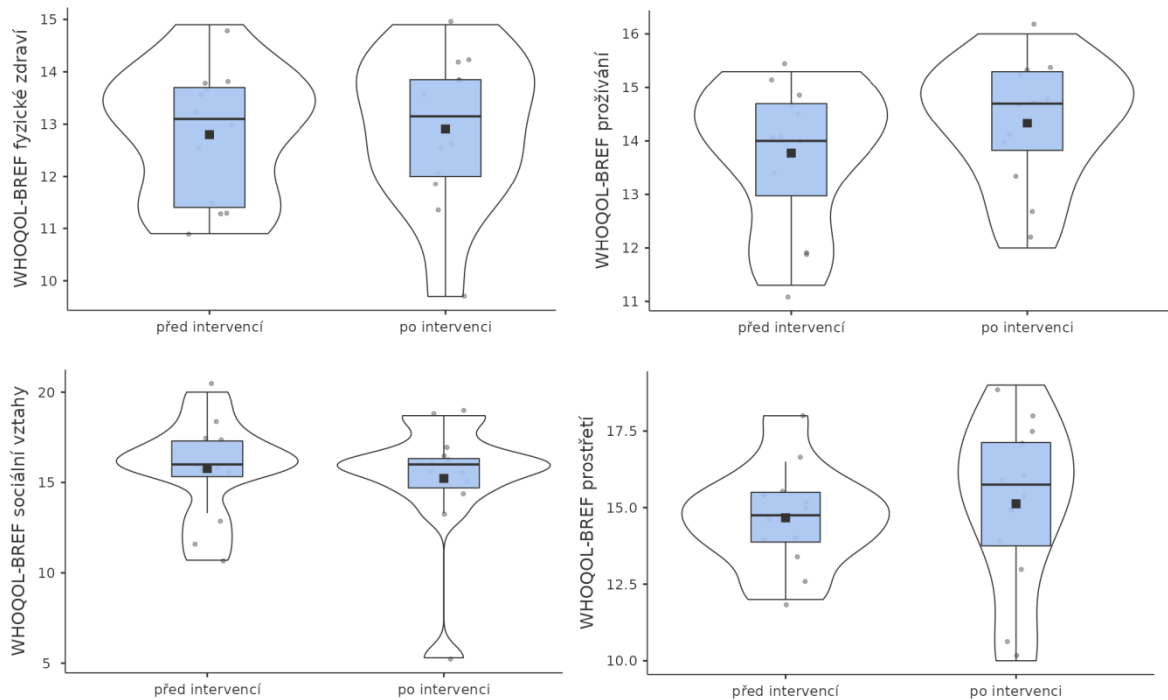 WHOQOL-BREF fyzické zdraví
15
14
13
12
11
10
před intervencí
po intervenci
WHOQOL-BREF prožívání
16
15
14
13
12
11
před intervencí
po intervenci
WHOQOL-BREF sociální vztahy
20
15
10
5
před intervencí
po intervenci
WHOQOL-BREF prostřetí
17.5
15.0
12.5
10.0
před intervencí
po intervenci